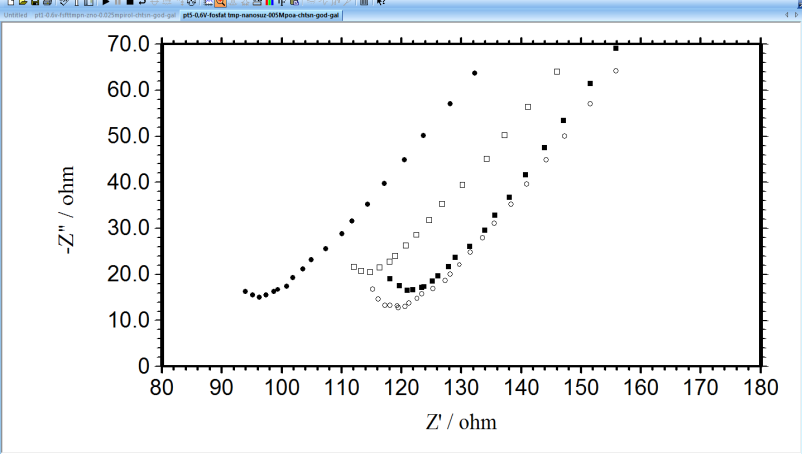 Untitled
pt5-0,6V-fosfat tmp-nanosuz-005Mpoa-chtsn-god-gal
70.0
60.0
50.0
40.0
30.0
20.0
10.0
0
-Z" / ohm
80 90 100 110 120 130 140 150 160 170 180
Z' / ohm